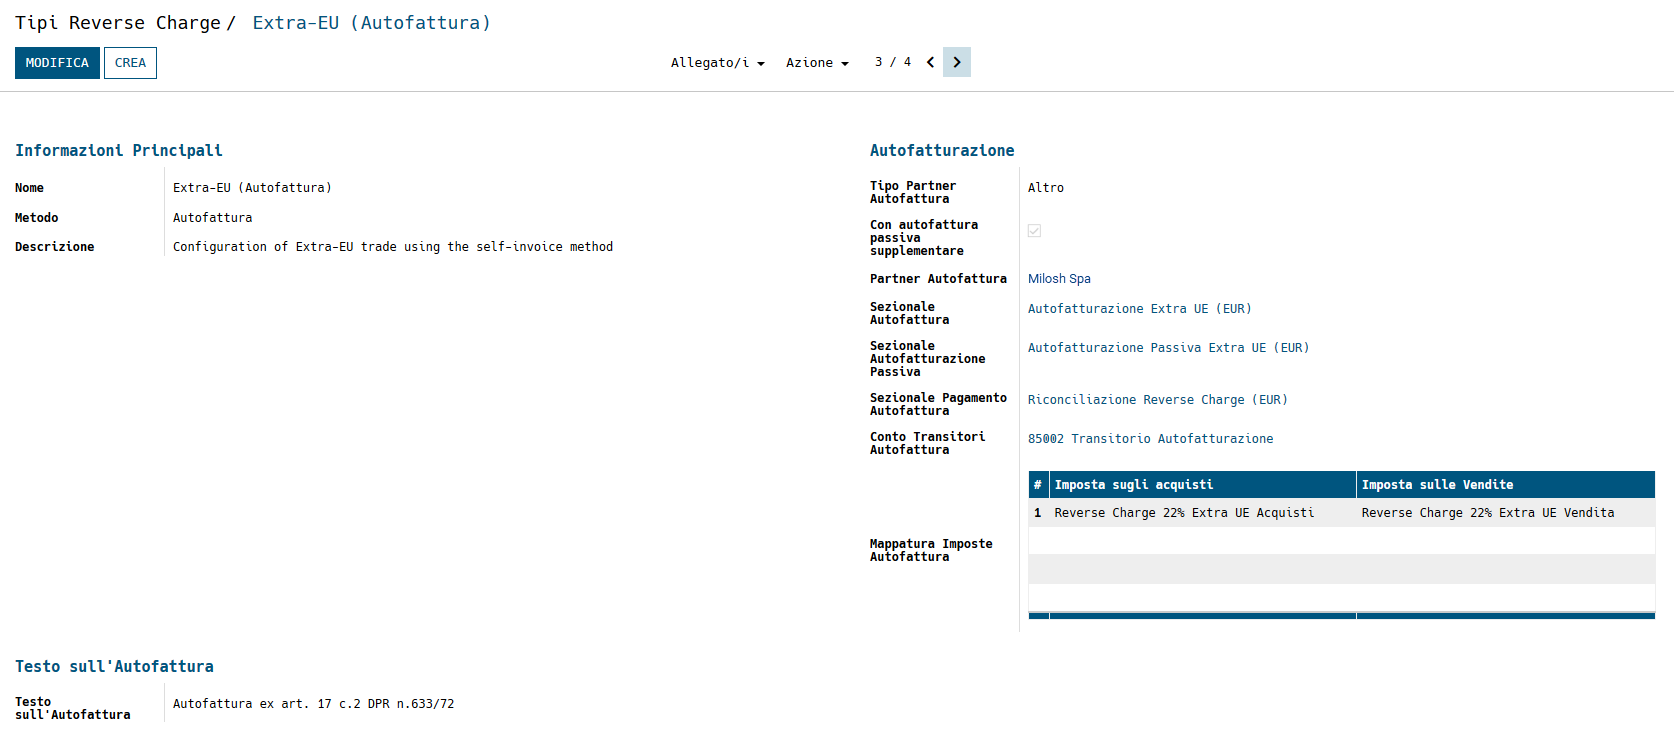 Tipi Reverse Charge / Extra-EU (Autofattura)
MODIFICA CREA Allegato/i Azione 3 / 4
Informazioni Principali
Nome Extra-EU (Autofattura)
Metodo Autofattura
Descrizione Configuration of Extra-EU trade using the self-invoice method
Autofatturazione
Tipo Partner
Autofattura
Altro
Con autofattura
passiva
supplementare
Partner Autofattura Milosh Spa
Sezionale
Autofattura
Autofatturazione Extra UE (EUR)
Sezionale
Autofatturazione
Passiva
Autofatturazione Passiva Extra UE (EUR)
Sezionale Pagamento
Autofattura
Riconciliazione Reverse Charge (EUR)
Conto Transitori
Autofattura
85002 Transitorio Autofatturazione
Mappatura Imposte
Autofattura
# Imposta sugli acquisti Imposta sulle Vendite
1 Reverse Charge 22% Extra UE Acquisti Reverse Charge 22% Extra UE Vendita
Testo sull'Autofattura
Testo
sull'Autofattura
Autofattura ex art. 17 c.2 DPR n.633/72